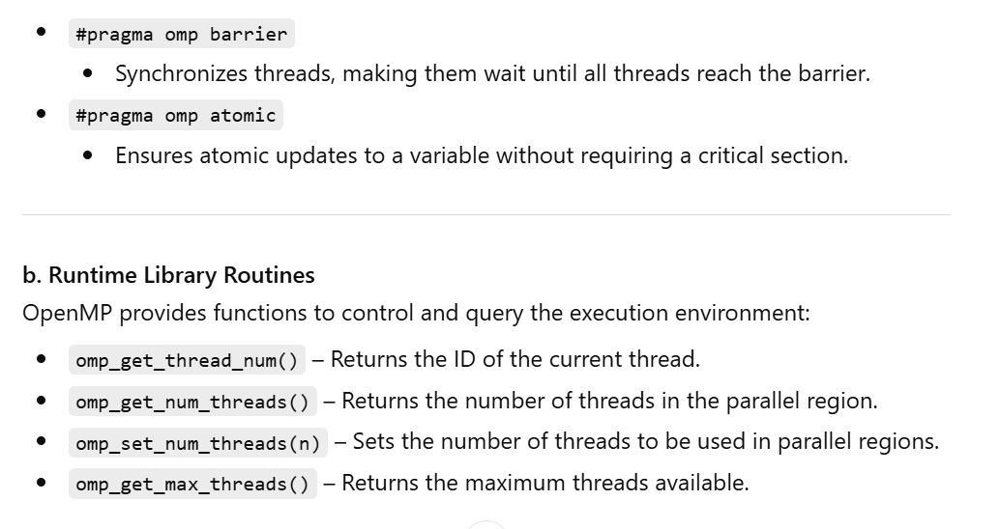 #pragma omp barrier
Synchronizes threads, making them wait until all threads reach the barrier.
#pragma omp atomic
Ensures atomic updates to a variable without requiring a critical section.
b. Runtime Library Routines
OpenMP provides functions to control and query the execution environment:
omp_get_thread_num() – Returns the ID of the current thread.
omp_get_num_threads() – Returns the number of threads in the parallel region.
omp_set_num_threads(n) – Sets the number of threads to be used in parallel regions.
omp_get_max_threads() – Returns the maximum threads available.